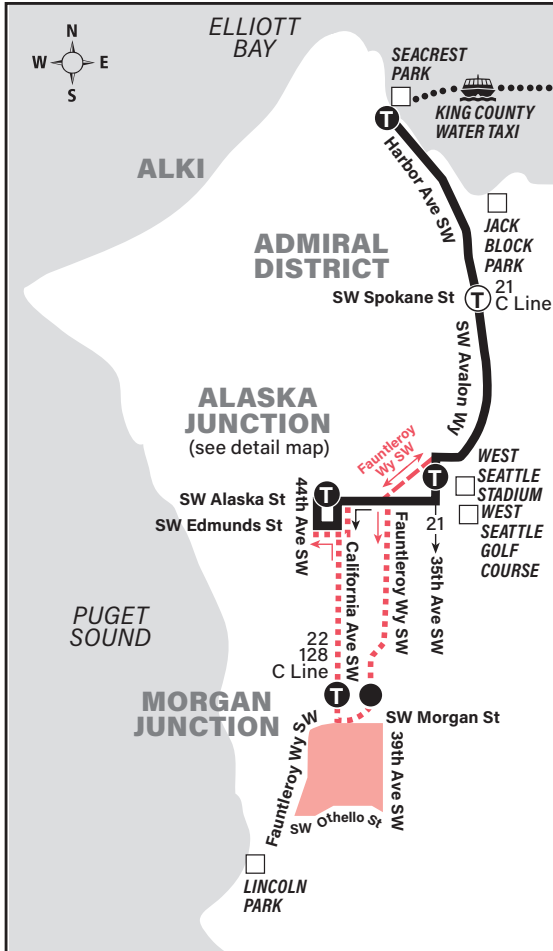 ELLIOTT
BAY
N
W
E
S
SEACREST
PARK
T
KING COUNTY
WATER TAXI
Harbor Ave SW
ALKI
JACK
BLOCK
PARK
ADMIRAL
DISTRICT
SW Spokane St
T
21
C Line
SW Avalon Wy
ALASKA
JUNCTION
(see detail map)
Fauntleroy
Wy SW
WEST
SEATTLE
STADIUM
T
T
SW Alaska St
44th Ave SW
SW Edmunds St
WEST
SEATTLE
GOLF
COURSE
21
California Ave SW
Fauntleroy Wy SW
35th Ave SW
PUGET
SOUND
22
128
C Line
T
MORGAN
JUNCTION
SW Morgan St
Fauntleroy Wy SW
39th Ave SW
SW Othello St
LINCOLN
PARK